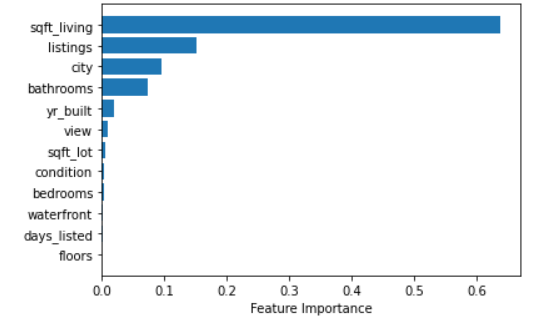 sqft_living
listings
city
bathrooms
yr_built
view
sqft_lot
condition
bedrooms
waterfront
days_listed
floors
0.0 0.1 0.2 0.3 0.4 0.5 0.6
Feature Importance